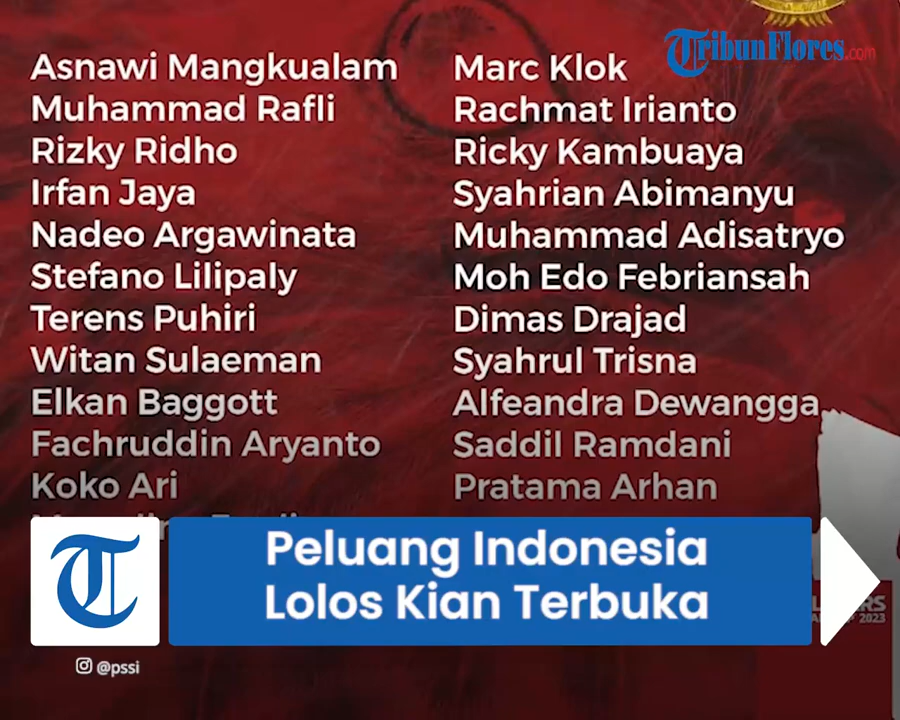 TribunFlores.com
Asnawi Mangkualam
Muhammad Rafli
Rizky Ridho
Irfan Jaya
Nadeo Argawinata
Stefano Lilipaly
Terens Puhiri
Witan Sulaeman
Elkan Baggott
Fachruddin Aryanto
Koko Ari
Marc Klok
Rachmat Irianto
Ricky Kambuaya
Syahrian Abimanyu
Muhammad Adisatryo
Moh Edo Febriansah
Dimas Drajad
Syahrul Trisna
Alfeandra Dewangga
Saddil Ramdani
Pratama Arhan
T
Peluang Indonesia
Lolos Kian Terbuka
2023
@pssi